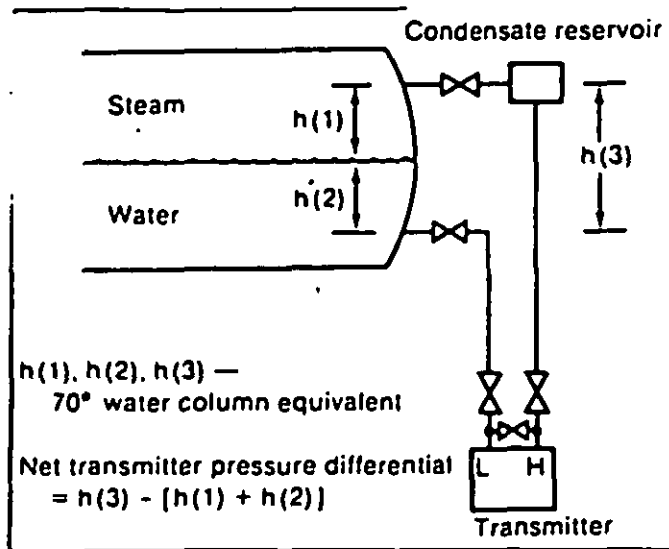 Condensate reservoir
Steam
h(1)
h(3)
h(2)
Water
h(1), h(2), h(3) —
70° water column equivalent
Net transmitter pressure differential
= h(3) - [h(1) + h(2)]
L H
Transmitter